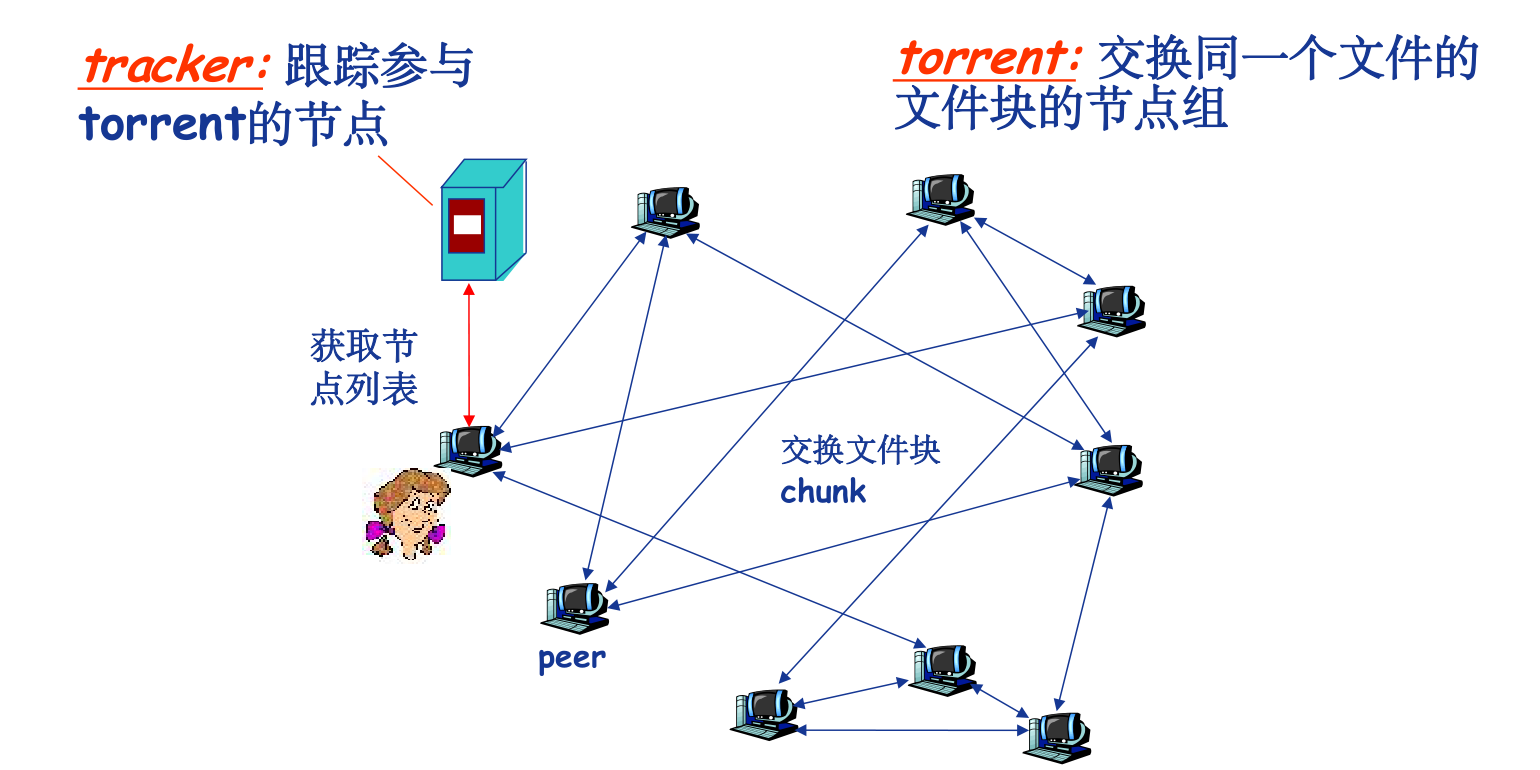 tracker: 跟踪参与
torrent的节点
torrent: 交换同一个文件的
文件块的节点组
获取节
点列表
交换文件块
chunk
peer